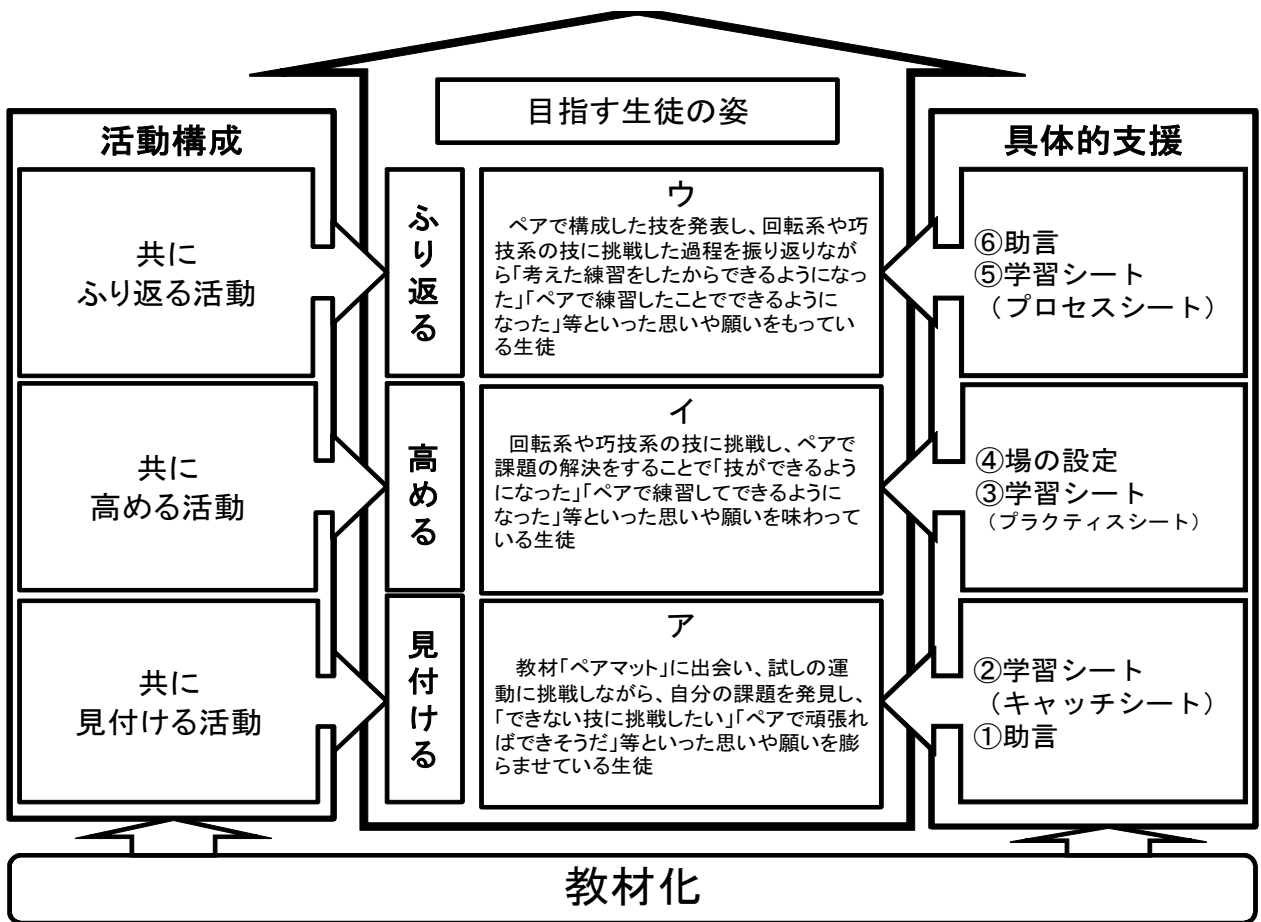 目指す生徒の姿
活動構成
共に
ふり返る活動
共に
高める活動
共に
見付ける活動
ふり返る
ウ
ペアで構成した技を発表し、回転系や巧
技系の技に挑戦した過程を振り返りなが
ら「考えた練習をしたからできるようになっ
た」「ペアで練習したことでできるように
なった」等といった思いや願いをもってい
る生徒
高める
イ
回転系や巧技系の技に挑戦し、ペアで
課題の解決をすることで「技ができるよう
になった」「ペアで練習してできるように
なった」等といった思いや願いを味わって
いる生徒
見付ける
ア
教材「ペアマット」に出会い、試しの運
動に挑戦しながら、自分の課題を発見し、
「できない技に挑戦したい」「ペアで頑張れ
ばできそうだ」等といった思いや願いを膨
らませている生徒
具体的支援
⑥助言
⑤学習シート
（プロセスシート）
④場の設定
③学習シート
（プラクティスシート）
②学習シート
（キャッチシート）
①助言
教材化